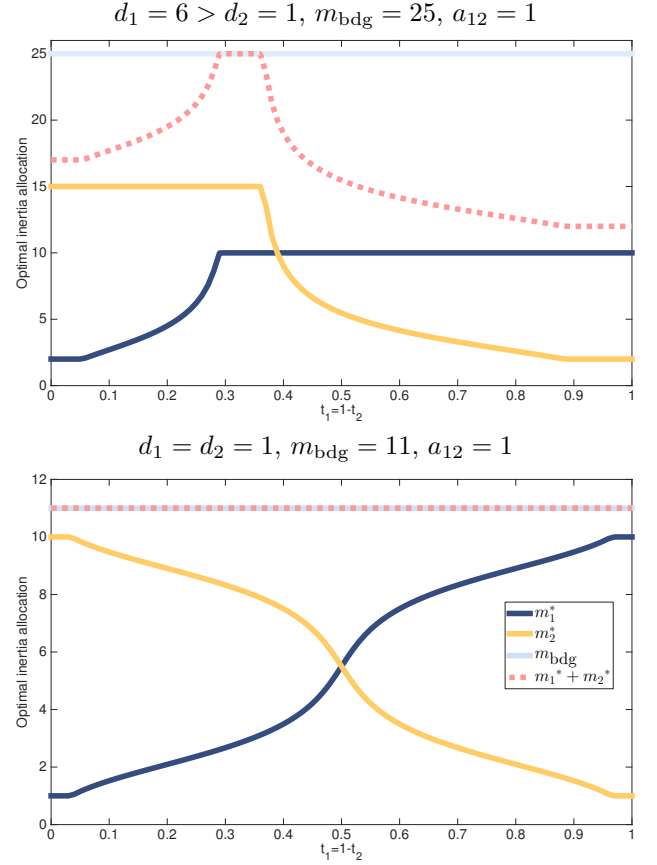 d₁ = 6 > d₂ = 1, m_bdg = 25, a₁₂ = 1
Optimal inertia allocation
25
20
15
10
5
0
0 0.1 0.2 0.3 0.4 0.5 0.6 0.7 0.8 0.9 1
t₁=1-t₂
d₁ = d₂ = 1, m_bdg = 11, a₁₂ = 1
Optimal inertia allocation
12
10
8
6
4
2
0
m₁*
m₂*
m_bdg
m₁* + m₂*
0 0.1 0.2 0.3 0.4 0.5 0.6 0.7 0.8 0.9 1
t₁=1-t₂